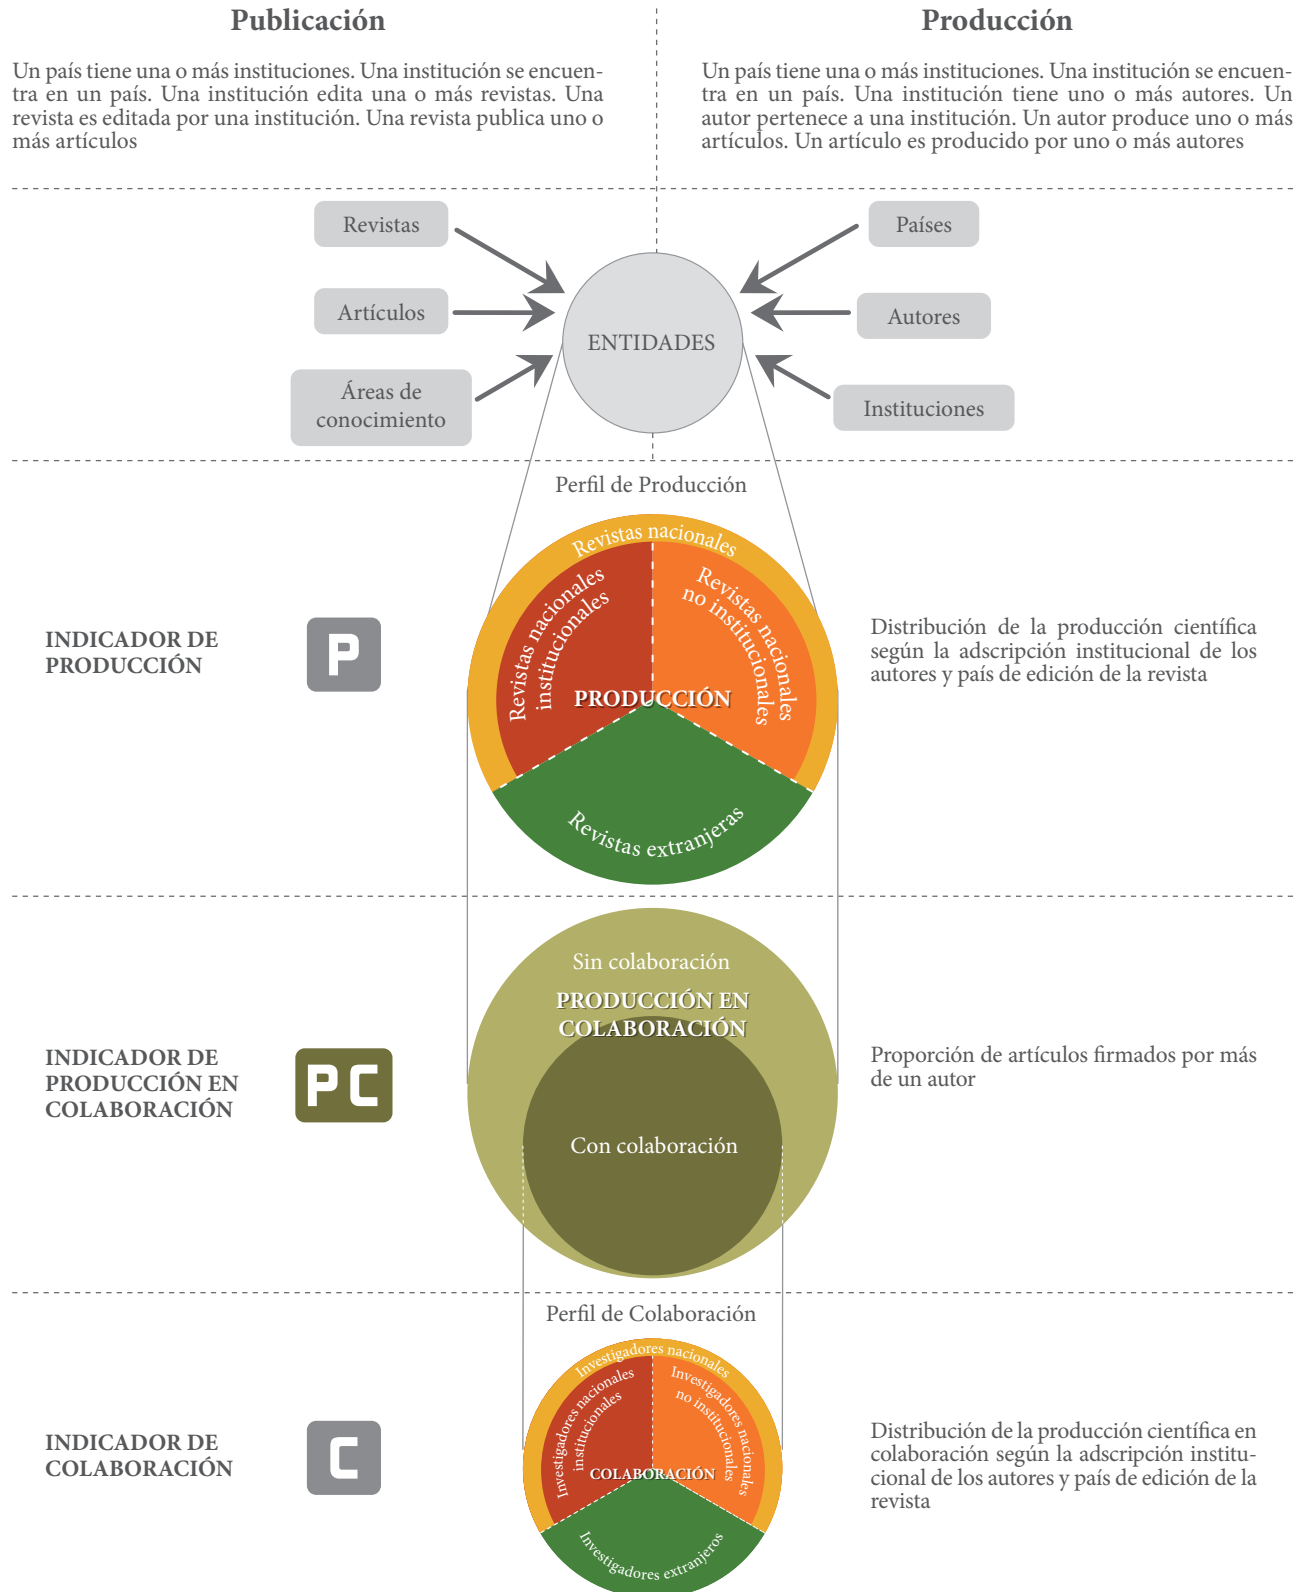 Publicación
Un país tiene una o más instituciones. Una institución se encuen-
tra en un país. Una institución edita una o más revistas. Una
revista es editada por una institución. Una revista publica uno o
más artículos
Producción
Un país tiene una o más instituciones. Una institución se encuen-
tra en un país. Una institución tiene uno o más autores. Un
autor pertenece a una institución. Un autor produce uno o más
artículos. Un artículo es producido por uno o más autores
Revistas
Artículos
Áreas de
conocimiento
ENTIDADES
Países
Autores
Instituciones
Perfil de Producción
INDICADOR DE
PRODUCCIÓN
P
Revistas nacionales
Revistas nacionales
institucionales
Revistas nacionales
no institucionales
PRODUCCIÓN
Revistas extranjeras
Distribución de la producción científica
según la adscripción institucional de los
autores y país de edición de la revista
INDICADOR DE
PRODUCCIÓN EN
COLABORACIÓN
PC
Sin colaboración
PRODUCCIÓN EN
COLABORACIÓN
Con colaboración
Proporción de artículos firmados por más
de un autor
Perfil de Colaboración
INDICADOR DE
COLABORACIÓN
C
Investigadores nacionales
Investigadores nacionales
institucionales
Investigadores nacionales
no institucionales
COLABORACIÓN
Investigadores extranjeros
Distribución de la producción científica en
colaboración según la adscripción institu-
cional de los autores y país de edición de la
revista